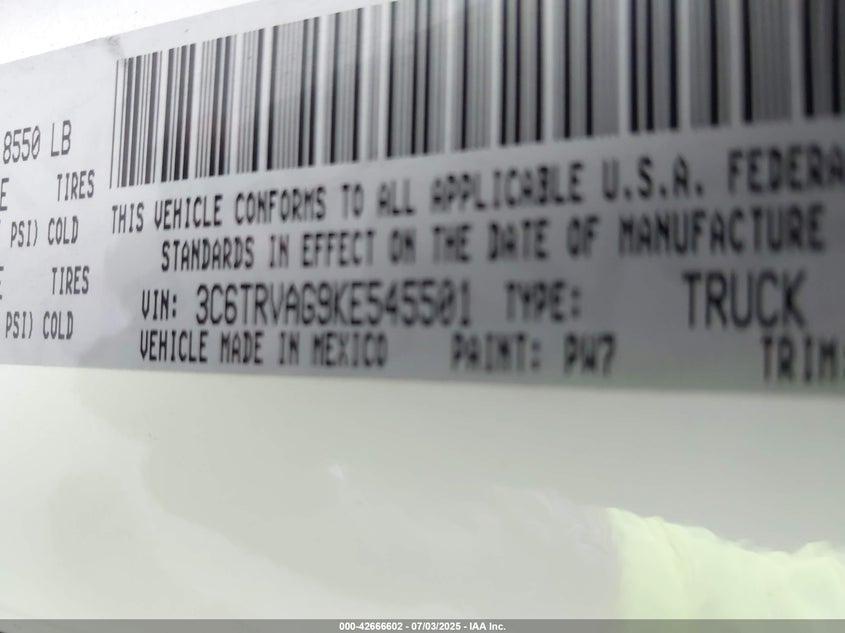 8550 LB
E TIRES
PSI) COLD
E TIRES
PSI) COLD
THIS VEHICLE CONFORMS TO ALL APPLICABLE U.S.A. FEDERA
STANDARDS IN EFFECT ON THE DATE OF MANUFACTURE
VIN: 3C6TRVAG9KE545501 TYPE: TRUCK
VEHICLE MADE IN MEXICO PAINT: PW7 TRIM:
000-42666602 - 07/03/2025 - IAA Inc.